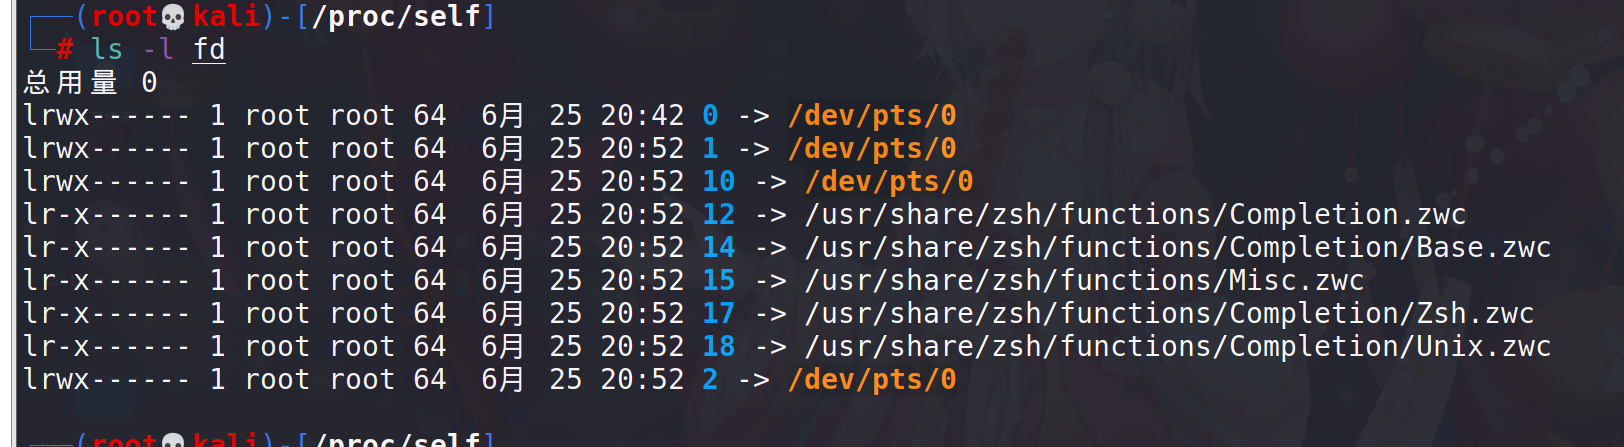 ┌──(root💀kali)-[/proc/self]
└─# ls -l fd
总用量 0
lrwx------ 1 root root 64  6月  25 20:42 0 -> /dev/pts/0
lrwx------ 1 root root 64  6月  25 20:52 1 -> /dev/pts/0
lrwx------ 1 root root 64  6月  25 20:52 10 -> /dev/pts/0
lr-x------ 1 root root 64  6月  25 20:52 12 -> /usr/share/zsh/functions/Completion.zwc
lr-x------ 1 root root 64  6月  25 20:52 14 -> /usr/share/zsh/functions/Completion/Base.zwc
lr-x------ 1 root root 64  6月  25 20:52 15 -> /usr/share/zsh/functions/Misc.zwc
lr-x------ 1 root root 64  6月  25 20:52 17 -> /usr/share/zsh/functions/Completion/Zsh.zwc
lr-x------ 1 root root 64  6月  25 20:52 18 -> /usr/share/zsh/functions/Completion/Unix.zwc
lrwx------ 1 root root 64  6月  25 20:52 2 -> /dev/pts/0
┌──(root💀kali)-[/proc/self]